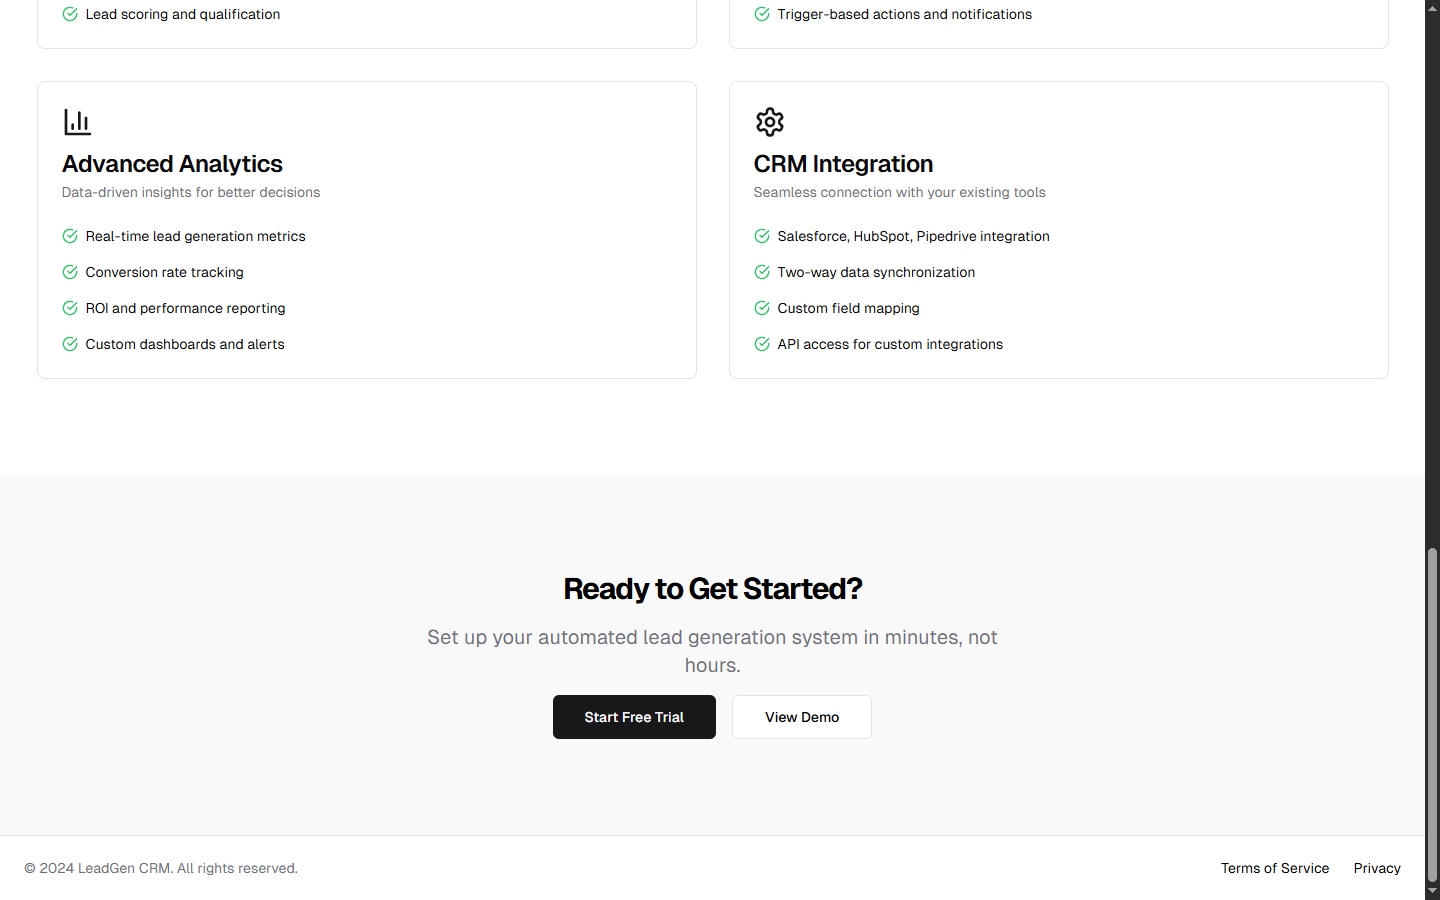 Lead scoring and qualification
Trigger-based actions and notifications
Advanced Analytics
Data-driven insights for better decisions
Real-time lead generation metrics
Conversion rate tracking
ROI and performance reporting
Custom dashboards and alerts
CRM Integration
Seamless connection with your existing tools
Salesforce, HubSpot, Pipedrive integration
Two-way data synchronization
Custom field mapping
API access for custom integrations
Ready to Get Started?
Set up your automated lead generation system in minutes, not
hours.
Start Free Trial
View Demo
© 2024 LeadGen CRM. All rights reserved.
Terms of Service
Privacy